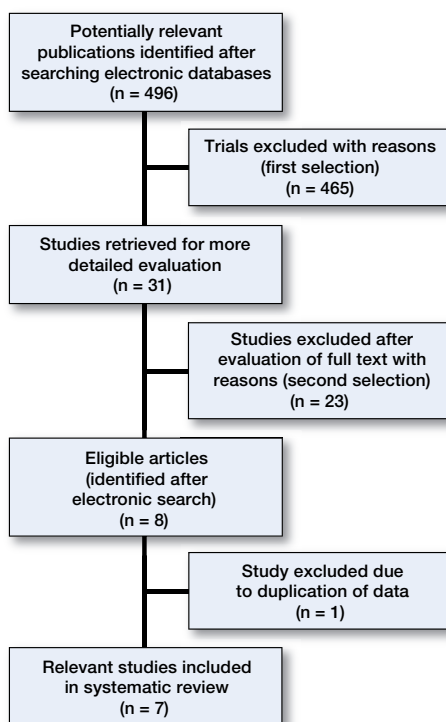 Potentially relevant
publications identified after
searching electronic databases
(n = 496)
Trials excluded with reasons
(first selection)
(n = 465)
Studies retrieved for more
detailed evaluation
(n = 31)
Studies excluded after
evaluation of full text with
reasons (second selection)
(n = 23)
Eligible articles
(identified after
electronic search)
(n = 8)
Study excluded due
to duplication of data
(n = 1)
Relevant studies included
in systematic review
(n = 7)